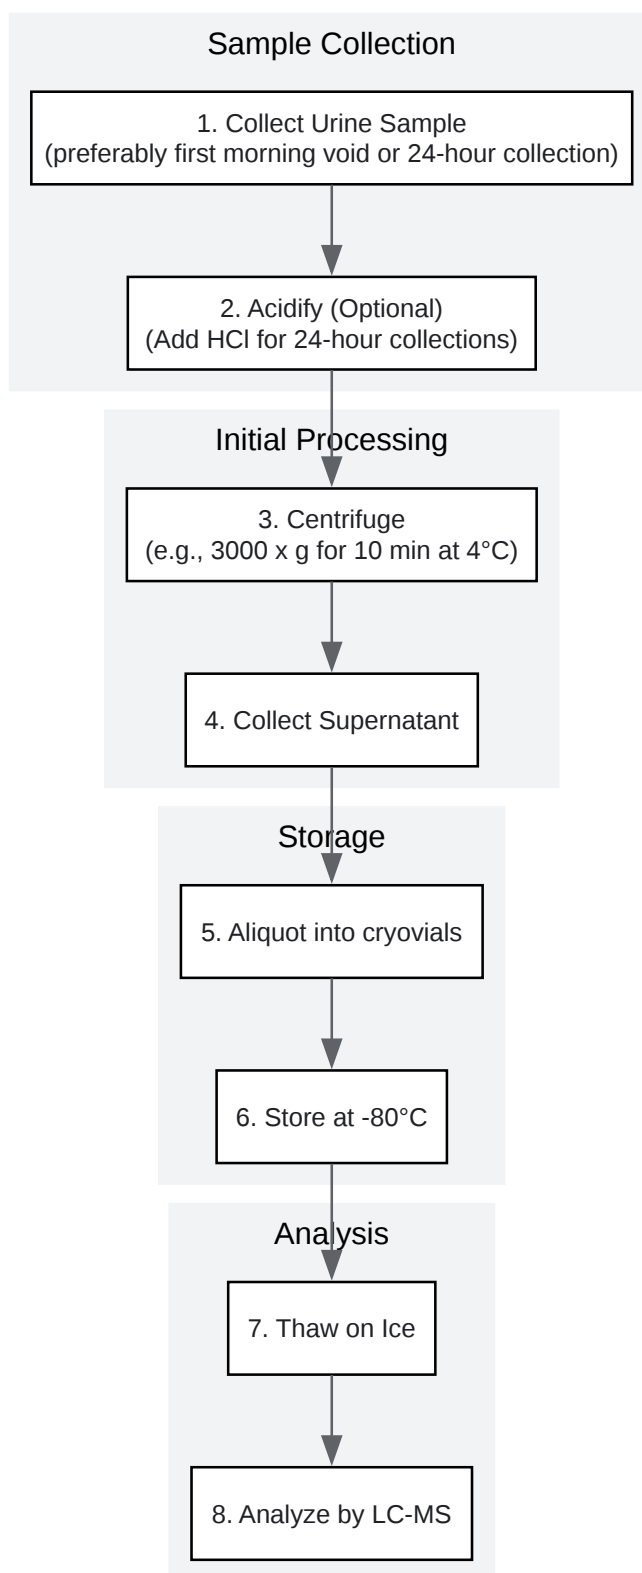 Sample Collection
1. Collect Urine Sample
(preferably first morning void or 24-hour collection)
2. Acidify (Optional)
(Add HCl for 24-hour collections)
Initial Processing
3. Centrifuge
(e.g., 3000 x g for 10 min at 4°C)
4. Collect Supernatant
Storage
5. Aliquot into cryovials
6. Store at -80°C
Analysis
7. Thaw on Ice
8. Analyze by LC-MS